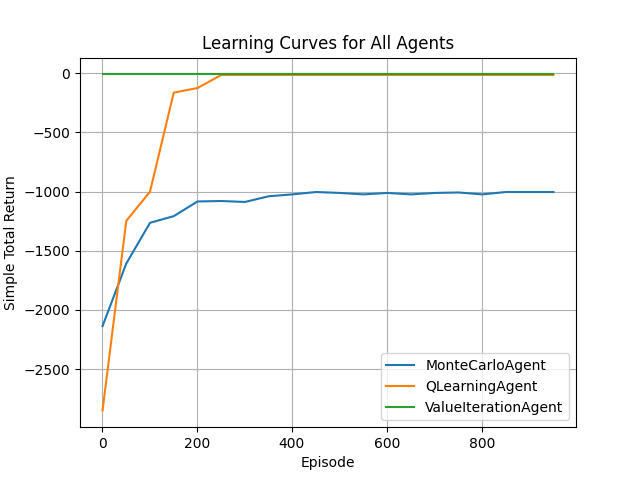 Learning Curves for All Agents
Simple Total Return
0
−500
−1000
−1500
−2000
−2500
0
200
400
600
800
Episode
MonteCarloAgent
QLearningAgent
ValueIterationAgent